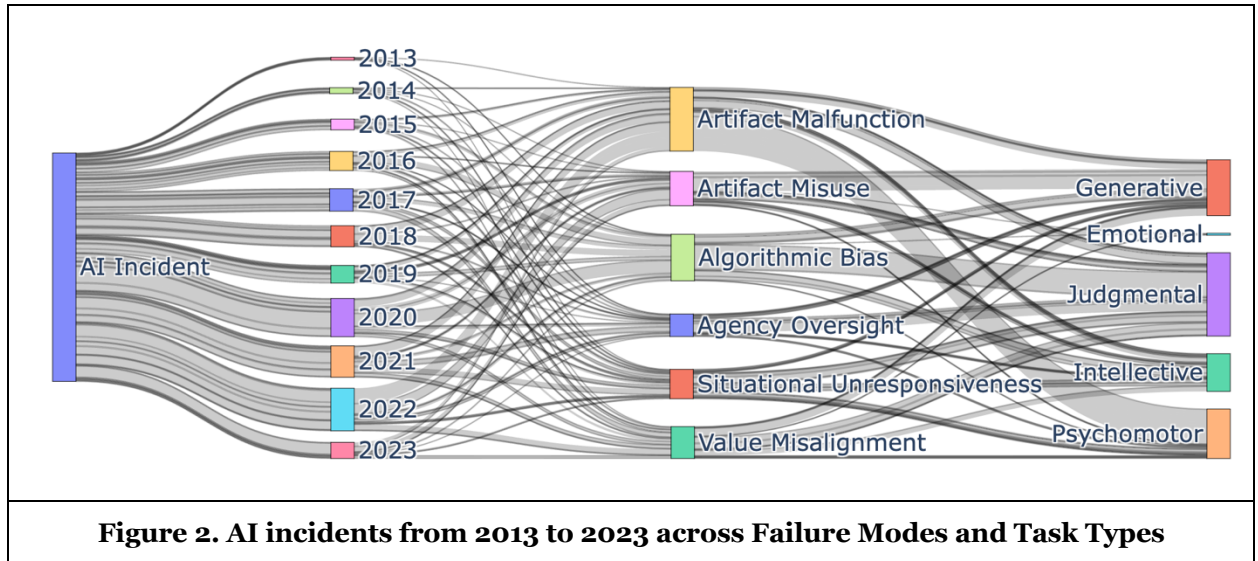 AI Incident
2013
2014
2015
2016
2017
2018
2019
2020
2021
2022
2023
Artifact Malfunction
Artifact Misuse
Algorithmic Bias
Agency Oversight
Situational Unresponsiveness
Value Misalignment
Generative
Emotional
Judgmental
Intellective
Psychomotor
Figure 2. AI incidents from 2013 to 2023 across Failure Modes and Task Types